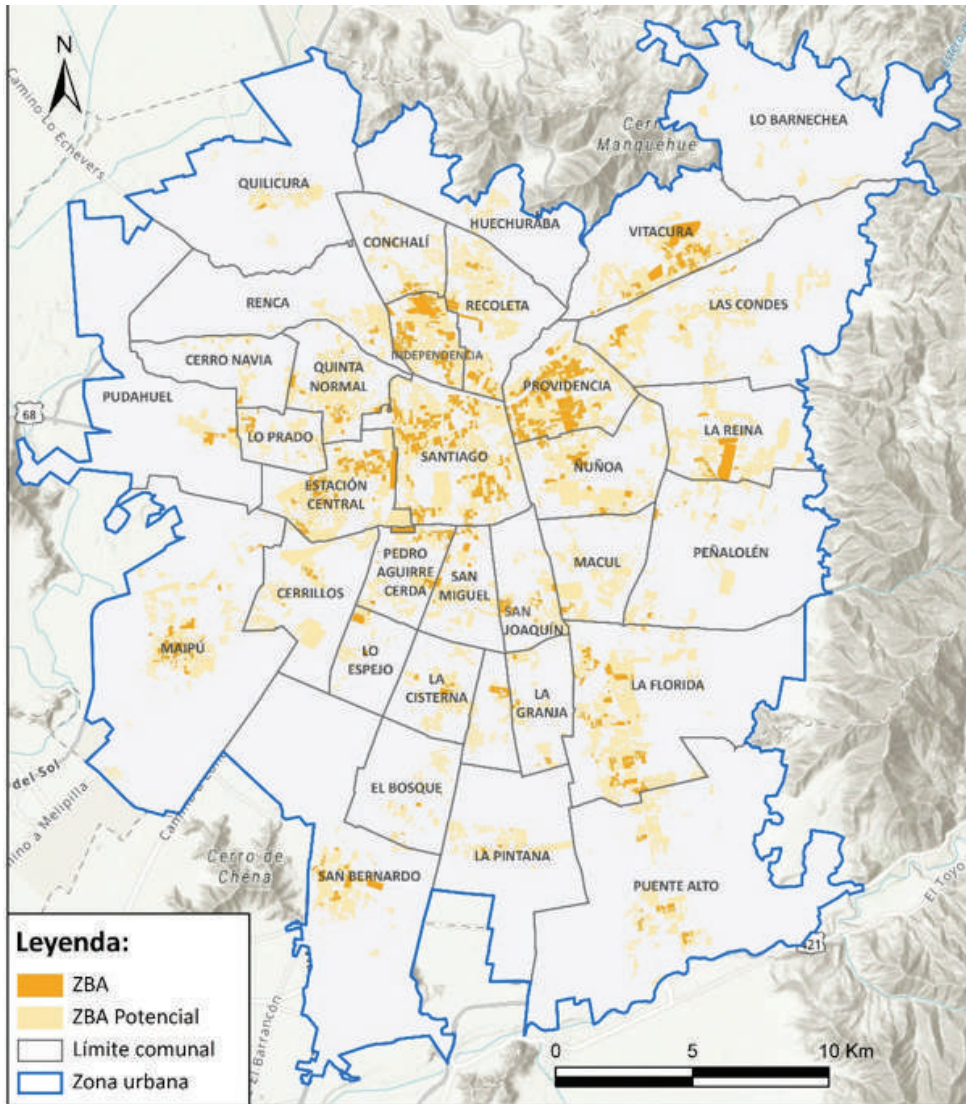 N
Camino Lo Echevers
LO BARNECHEA
Cerro
Manquehue
QUILICURA
HUECHURABA
VITACURA
CONCHALÍ
RENCA
RECOLETA
LAS CONDES
CERRO NAVIA
QUINTA
NORMAL
INDEPENDENCIA
PROVIDENCIA
PUDAHUEL
68
LO PRADO
LA REINA
SANTIAGO
ÑUÑOA
ESTACIÓN
CENTRAL
PEÑALOLÉN
PEDRO
AGUIRRE
CERDA
SAN
MIGUEL
MACUL
CERRILLOS
SAN
JOAQUÍN
MAIPÚ
LO
ESPEJO
LA
CISTERNA
LA
GRANJA
LA FLORIDA
del Sol
EL BOSQUE
Cerro de
Chena
LA PINTANA
SAN BERNARDO
PUENTE ALTO
El Toyo
421
El Barrancón
Leyenda:
ZBA
ZBA Potencial
Límite comunal
Zona urbana
0 5 10 Km